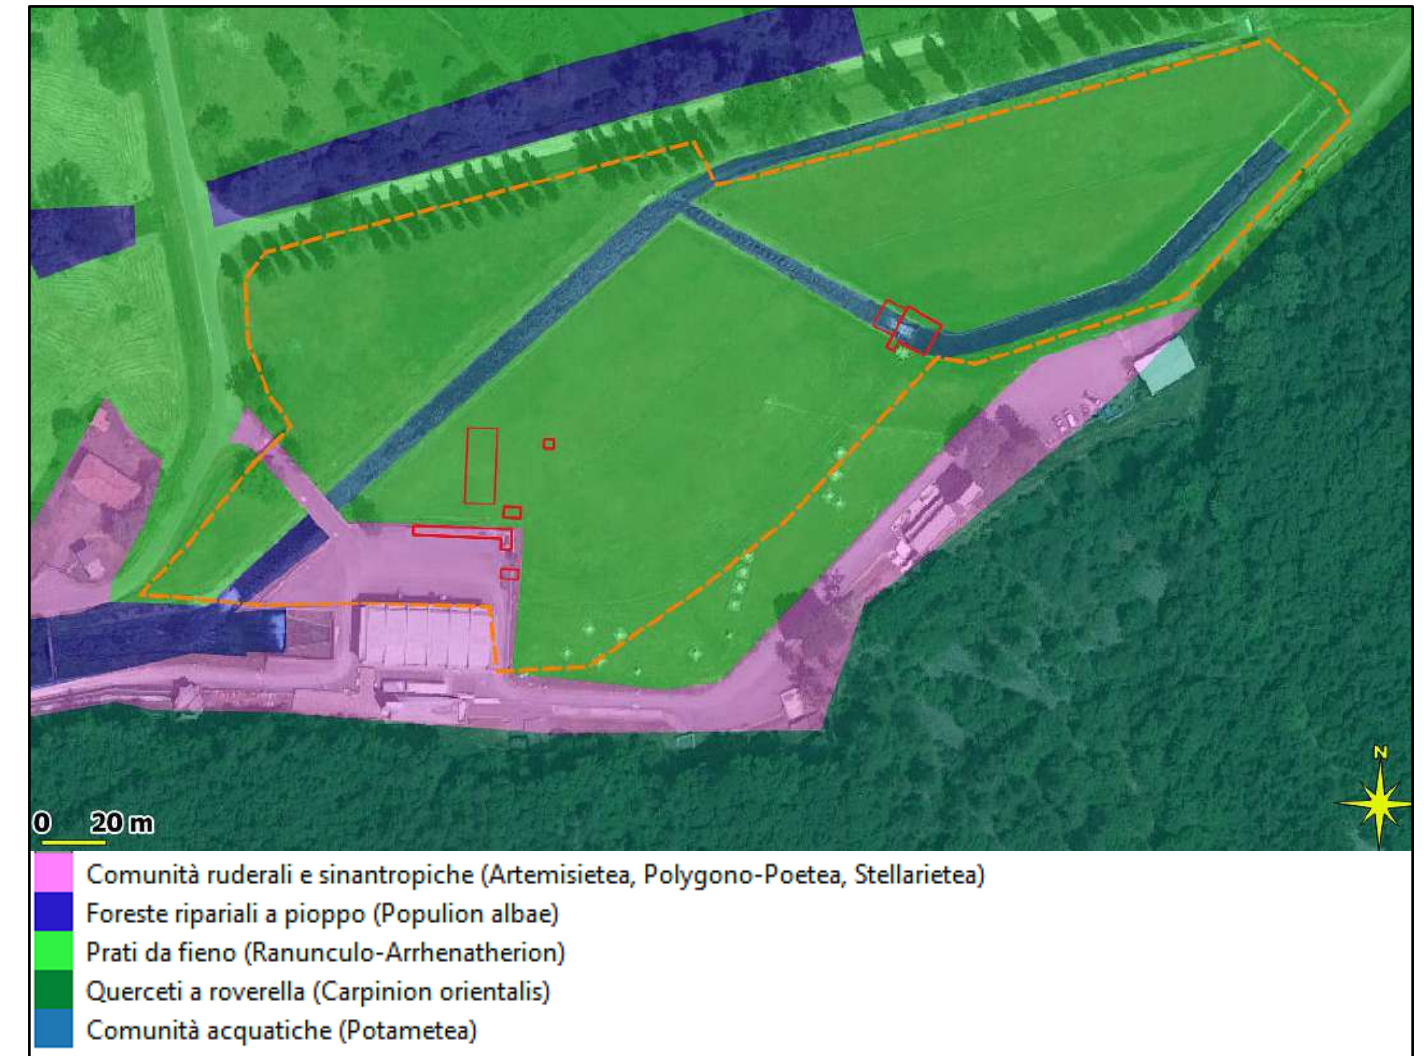 N
0 20 m
Comunità ruderali e sinantropiche (Artemisietea, Polygono-Poetea, Stellarietea)
Foreste ripariali a pioppo (Populion albae)
Prati da fieno (Ranunculo-Arrhenatherion)
Querceti a roverella (Carpinion orientalis)
Comunità acquatiche (Potametea)